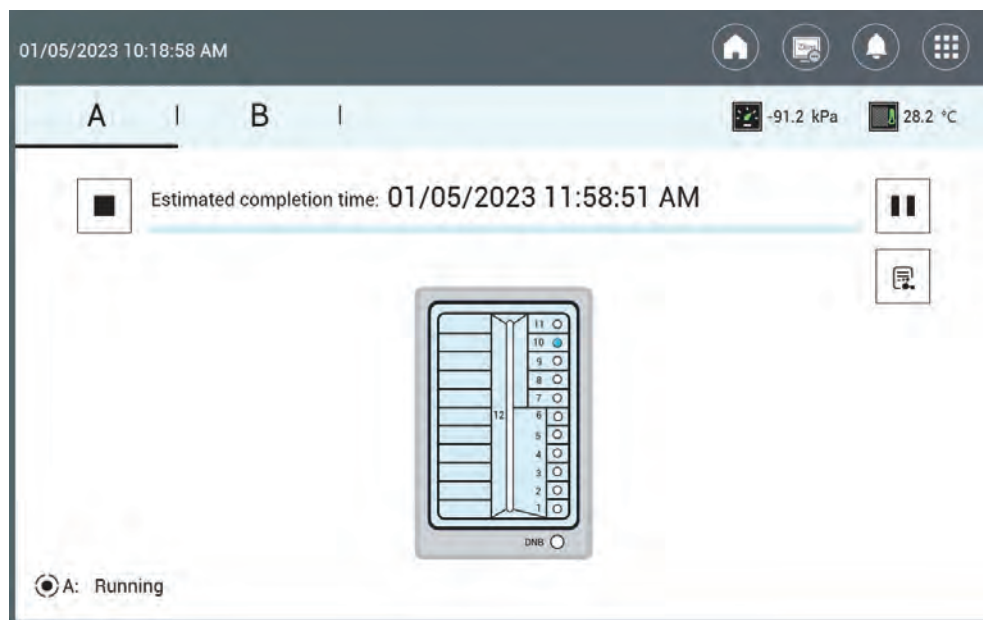 01/05/2023 10:18:58 AM
A | B |
-91.2 kPa 28.2 °C
Estimated completion time: 01/05/2023 11:58:51 AM
11
10
9
8
7
12 6
5
4
3
2
1
DNB
A: Running